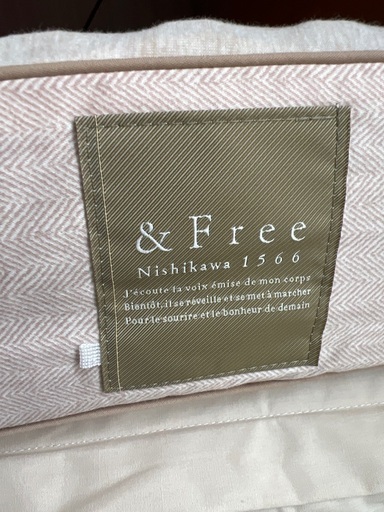 & Free
Nishikawa 1566
J'écoute la voix émise de mon corps
Bientôt, il se réveille et se met à marcher
Pour le sourire et le bonheur de demain